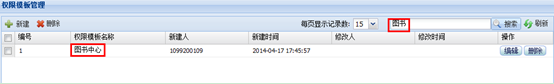 权限模板管理
新建 删除 每页显示记录数: 15 图书 搜索 刷新
编号 权限模板名称 新建人 新建时间 修改人 修改时间 操作
1 图书中心 1099200109 2014-04-17 17:45:57 编辑 删除